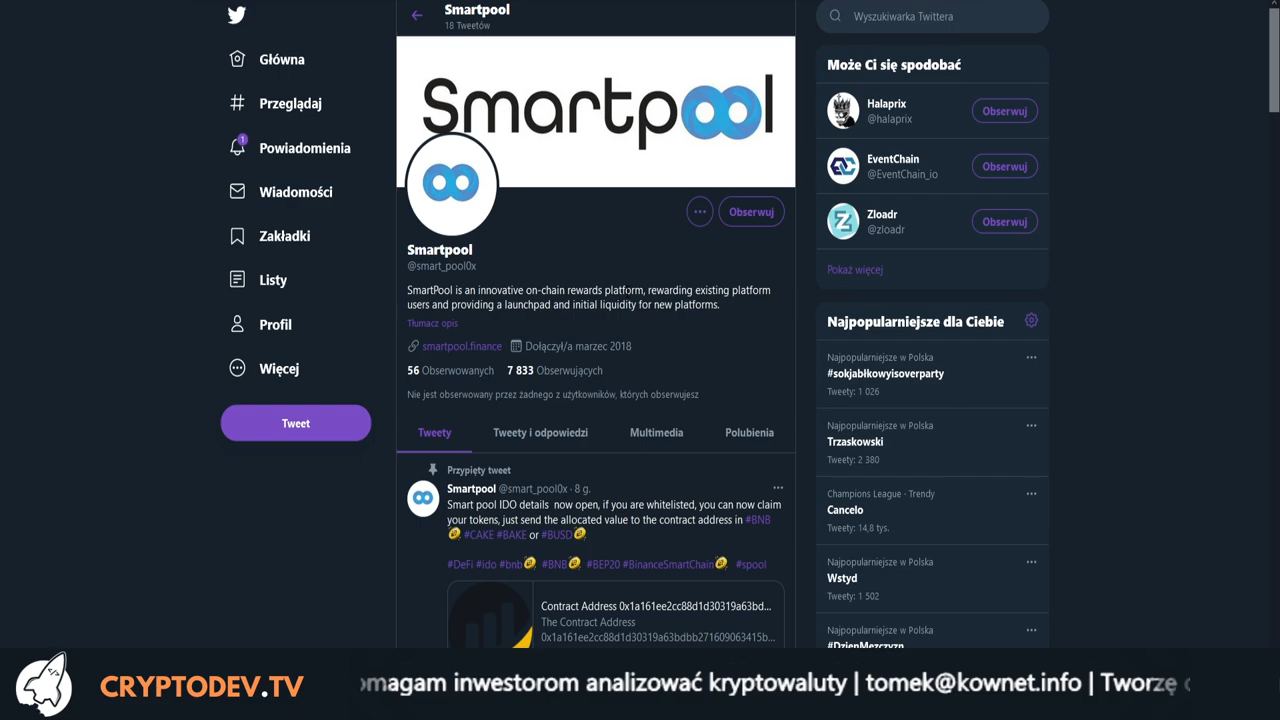 Główna
Przeglądaj
1
Powiadomienia
Wiadomości
Zakładki
Listy
Profil
Więcej
Tweet
Smartpool
18 Tweetów
Smartpool
Obserwuj
Smartpool
@smart_pool0x
SmartPool is an innovative on-chain rewards platform, rewarding existing platform
users and providing a launchpad and initial liquidity for new platforms.
Tłumacz opis
smartpool.finance Dołączył/a marzec 2018
56 Obserwowanych 7 833 Obserwujących
Nie jest obserwowany przez żadnego z użytkowników, których obserwujesz
Tweety Tweety i odpowiedzi Multimedia Polubienia
Przypięty tweet
Smartpool @smart_pool0x · 8 g.
Smart pool IDO details now open, if you are whitelisted, you can now claim
your tokens, just send the allocated value to the contract address in #BNB
#CAKE #BAKE or #BUSD
#DeFi #ido #bnb #BNB #BEP20 #BinanceSmartChain #spool
Contract Address 0x1a161ee2cc88d1d30319a63bd...
The Contract Address
0x1a161ee2cc88d1d30319a63bdbb271609063415b...
Wyszukiwarka Twittera
Może Ci się spodobać
Halaprix
@halaprix
Obserwuj
EventChain
@EventChain_io
Obserwuj
Zloadr
@zloadr
Obserwuj
Pokaż więcej
Najpopularniejsze dla Ciebie
Najpopularniejsze w Polska
#sokjabłkowyisoverparty
Tweety: 1 026
Najpopularniejsze w Polska
Trzaskowski
Tweety: 2 380
Champions League · Trendy
Cancelo
Tweety: 14,8 tys.
Najpopularniejsze w Polska
Wstyd
Tweety: 1 502
Najpopularniejsze w Polska
#DzienMezczyzn
CRYPTODEV.TV
omagam inwestorom analizować kryptowaluty | tomek@kownet.info | Tworzę